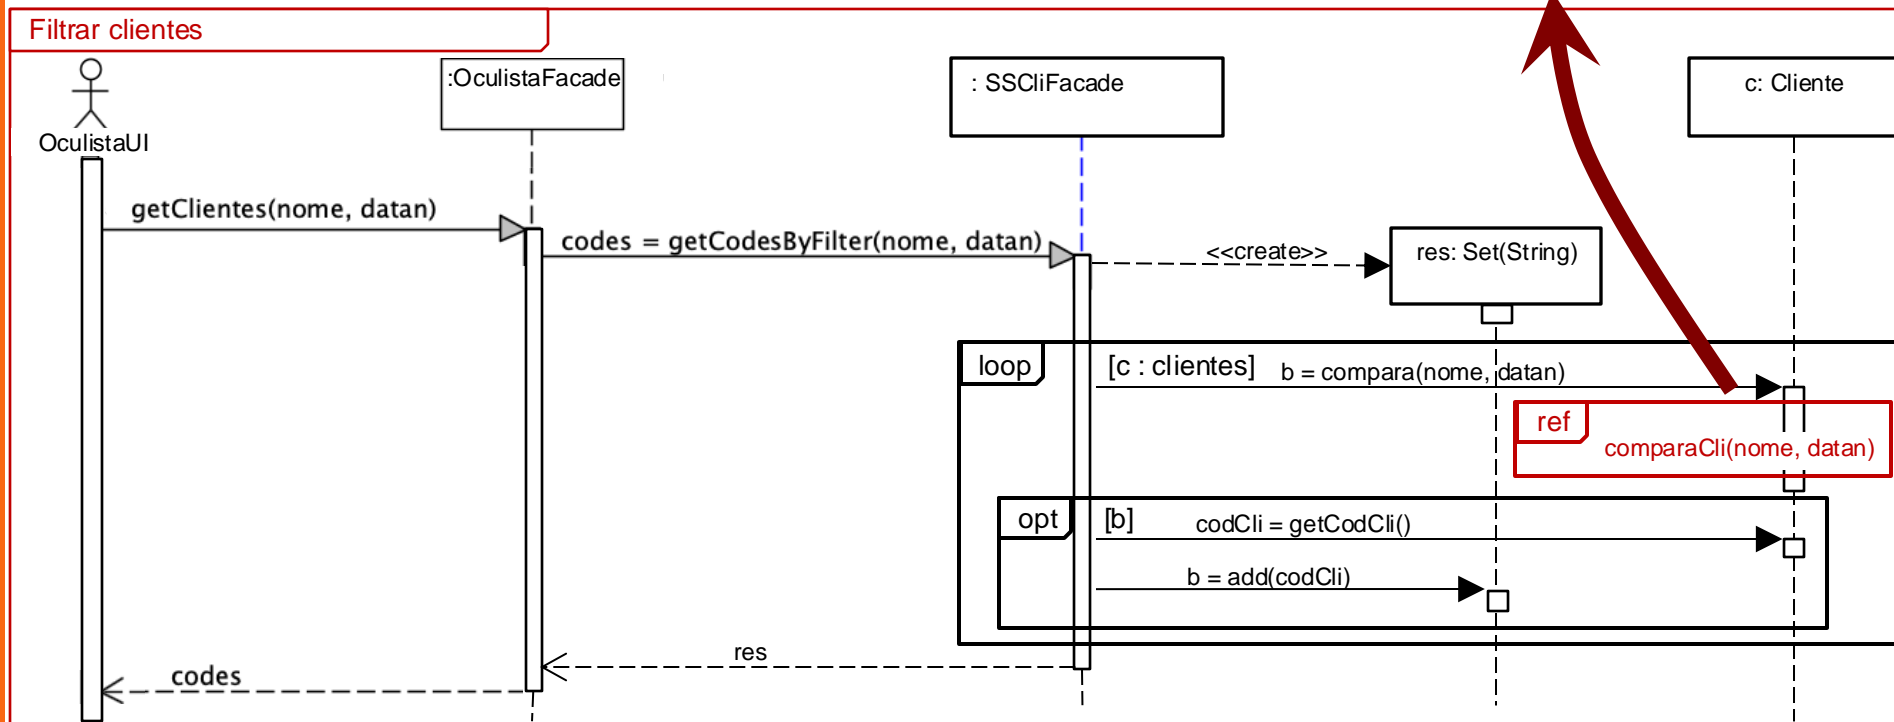 Filtrar clientes
:OculistaFacade
: SSCliFacade
c: Cliente
OculistaUI
getClientes(nome, datan)
codes = getCodesByFilter(nome, datan)
<<create>>
res: Set(String)
loop
[c : clientes]
b = compara(nome, datan)
ref
comparaCli(nome, datan)
opt
[b]
codCli = getCodCli()
b = add(codCli)
res
codes